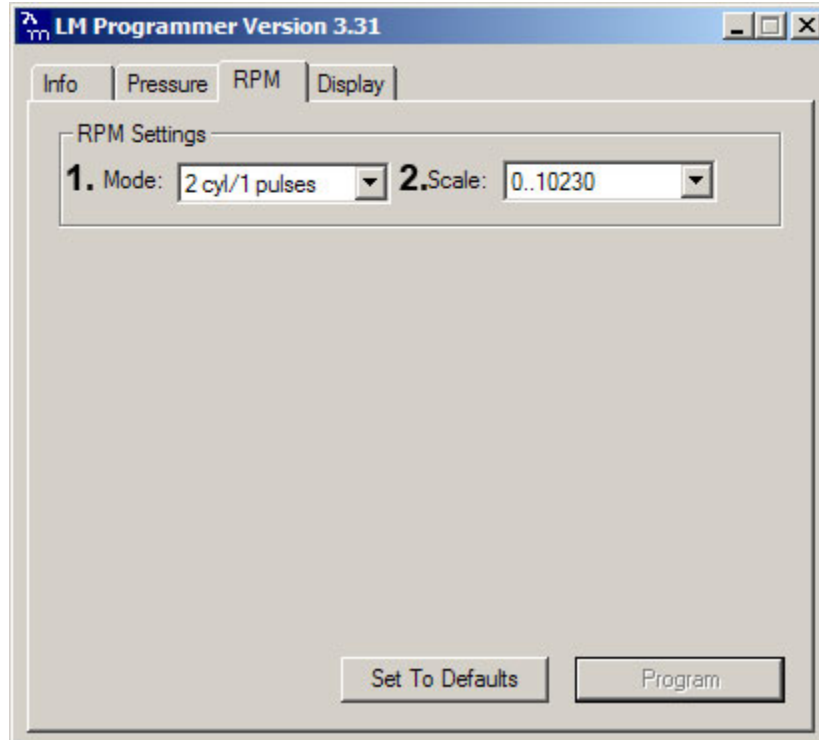 LM Programmer Version 3.31
Info Pressure RPM Display
RPM Settings
1. Mode: 2 cyl/1 pulses 2. Scale: 0..10230
Set To Defaults Program